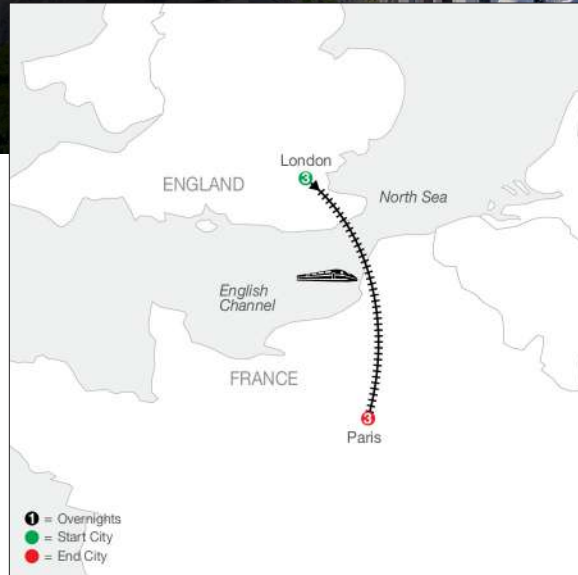 London
3
ENGLAND
North Sea
English
Channel
FRANCE
3
Paris
1 = Overnights
= Start City
= End City